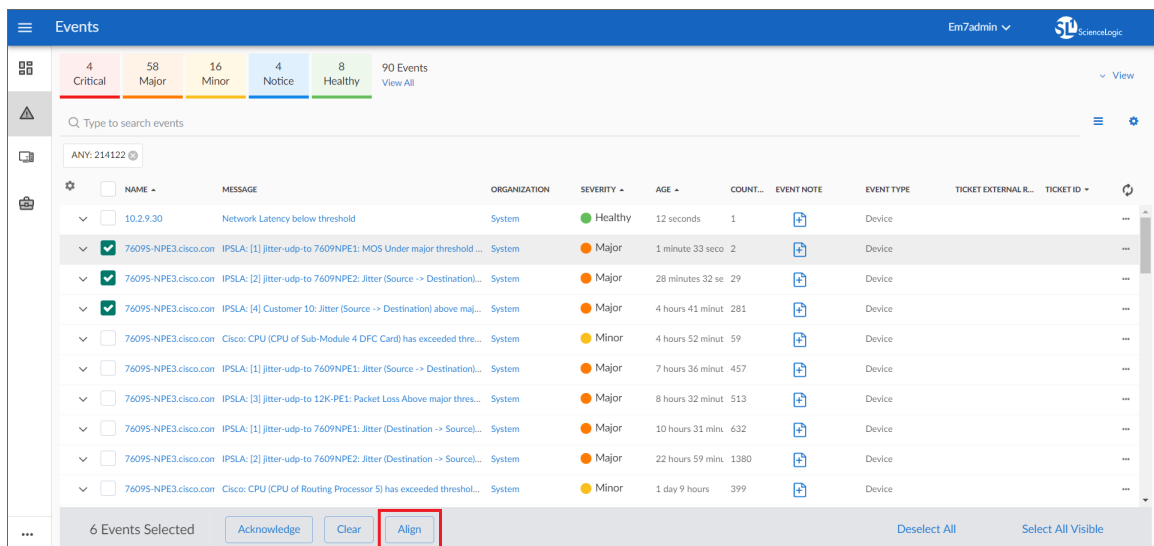 Events Em7admin SL ScienceLogic
4 58 16 4 8 90 Events
Critical Major Minor Notice Healthy View All View
Type to search events
ANY: 214122
NAME MESSAGE ORGANIZATION SEVERITY AGE COUNT... EVENT NOTE EVENT TYPE TICKET EXTERNAL R... TICKET ID
10.2.9.30 Network Latency below threshold System Healthy 12 seconds 1 Device ...
7609S-NPE3.cisco.com IPSLA: [1] jitter-udp-to 7609NPE1: MOS Under major threshold ... System Major 1 minute 33 seco 2 Device ...
7609S-NPE3.cisco.com IPSLA: [2] jitter-udp-to 7609NPE2: Jitter (Source -> Destination)... System Major 28 minutes 32 se 29 Device ...
7609S-NPE3.cisco.com IPSLA: [4] Customer 10: Jitter (Source -> Destination) above maj... System Major 4 hours 41 minut 281 Device ...
7609S-NPE3.cisco.com Cisco: CPU (CPU of Sub-Module 4 DFC Card) has exceeded thre... System Minor 4 hours 52 minut 59 Device ...
7609S-NPE3.cisco.com IPSLA: [1] jitter-udp-to 7609NPE1: Jitter (Source -> Destination)... System Major 7 hours 36 minut 457 Device ...
7609S-NPE3.cisco.com IPSLA: [3] jitter-udp-to 12K-PE1: Packet Loss Above major thres... System Major 8 hours 32 minut 513 Device ...
7609S-NPE3.cisco.com IPSLA: [1] jitter-udp-to 7609NPE1: Jitter (Destination -> Source)... System Major 10 hours 31 minu 632 Device ...
7609S-NPE3.cisco.com IPSLA: [2] jitter-udp-to 7609NPE2: Jitter (Destination -> Source)... System Major 22 hours 59 minu 1380 Device ...
7609S-NPE3.cisco.com Cisco: CPU (CPU of Routing Processor 5) has exceeded threshol... System Minor 1 day 9 hours 399 Device ...
6 Events Selected Acknowledge Clear Align Deselect All Select All Visible